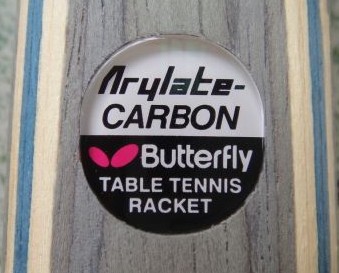 Arylate-
CARBON
Butterfly
TABLE TENNIS
RACKET